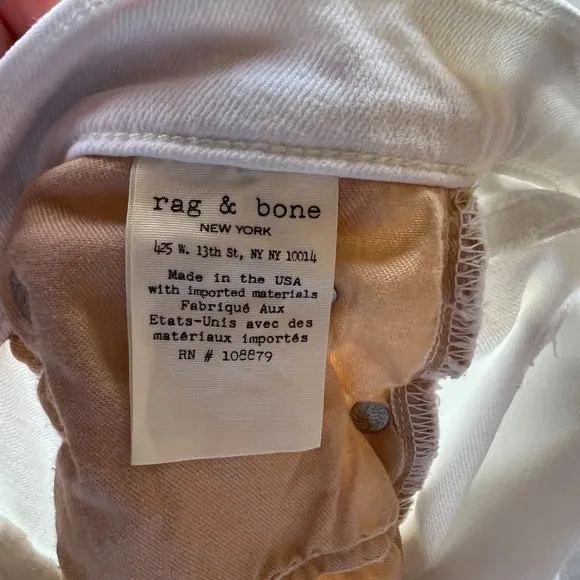 rag & bone
NEW YORK
425 W. 13th St, NY NY 10014
Made in the USA
with imported materials
Fabriqué Aux
Etats-Unis avec des
matériaux importés
RN # 108879